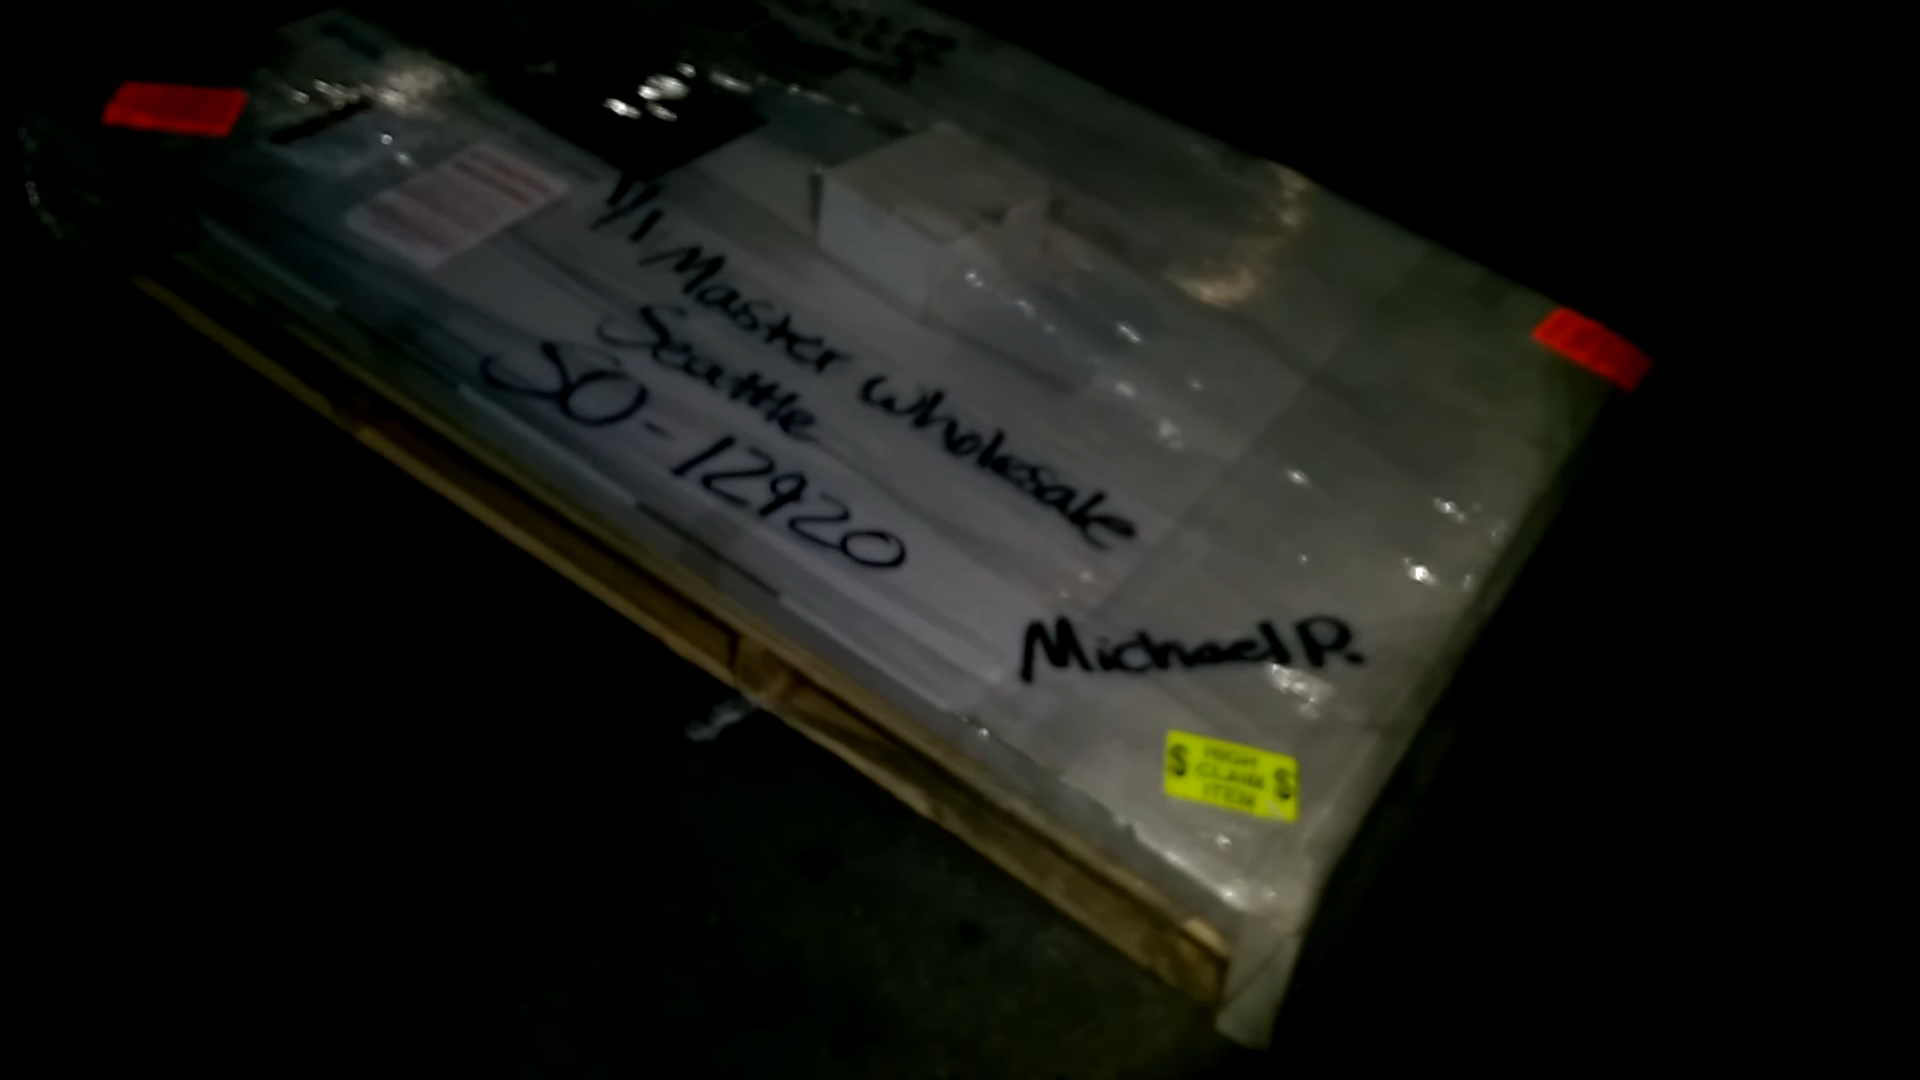 1/1 Master wholesale
Seattle
SO-12920
Michael P.
$ HIGH $
CLAIM
ITEM